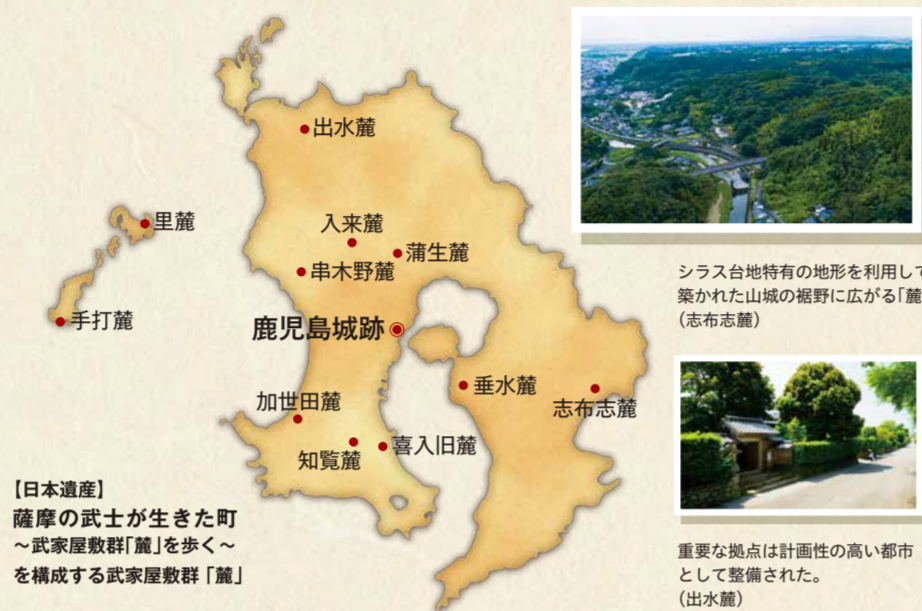 出水麓
里麓
入来麓
蒲生麓
串木野麓
手打麓
鹿児島城跡
垂水麓
志布志麓
加世田麓
知覧麓
喜入旧麓
【日本遺産】
薩摩の武士が生きた町
~武家屋敷群「麓」を歩く~
を構成する武家屋敷群「麓」
シラス台地特有の地形を利用して
築かれた山城の裾野に広がる「麓
(志布志麓)
重要な拠点は計画性の高い都市
として整備された。
(出水麓)